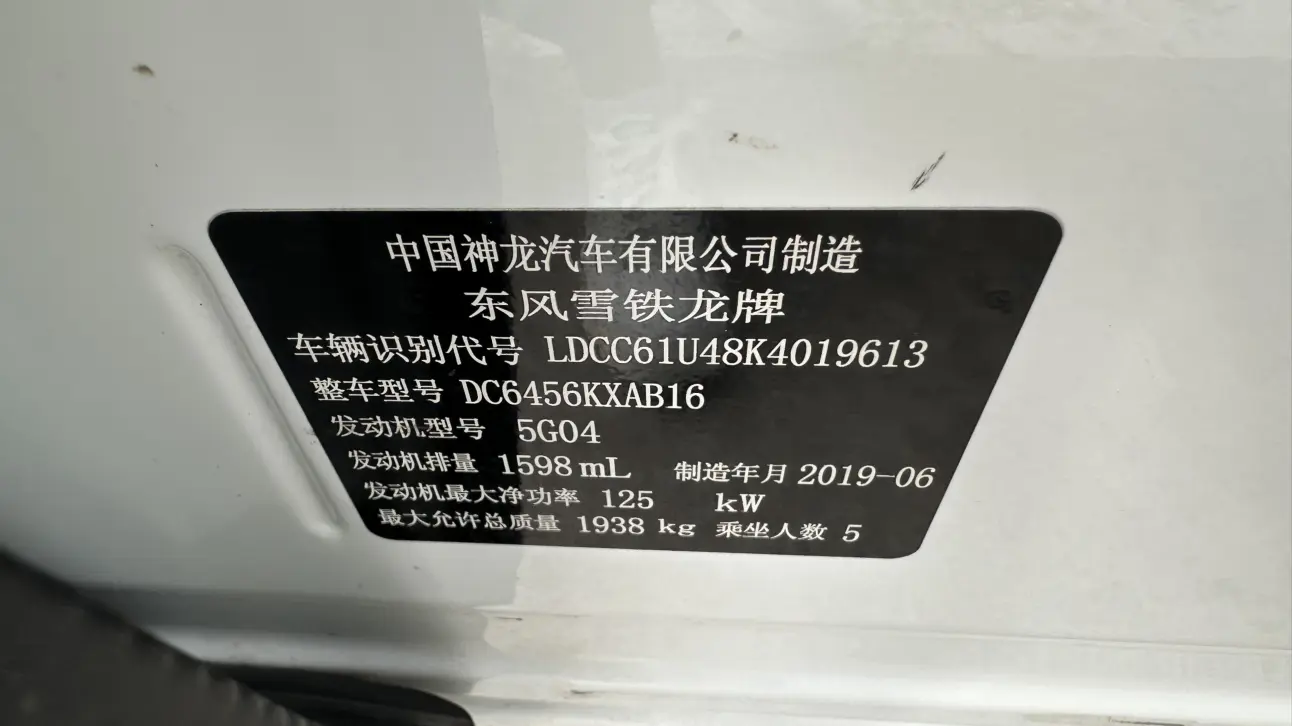 中国神龙汽车有限公司制造
东风雪铁龙牌
车辆识别代号 LDCC61U48K4019613
整车型号 DC6456KXAB16
发动机型号 5G04
发动机排量 1598 mL 制造年月 2019-06
发动机最大净功率 125 kW
最大允许总质量 1938 kg 乘坐人数 5